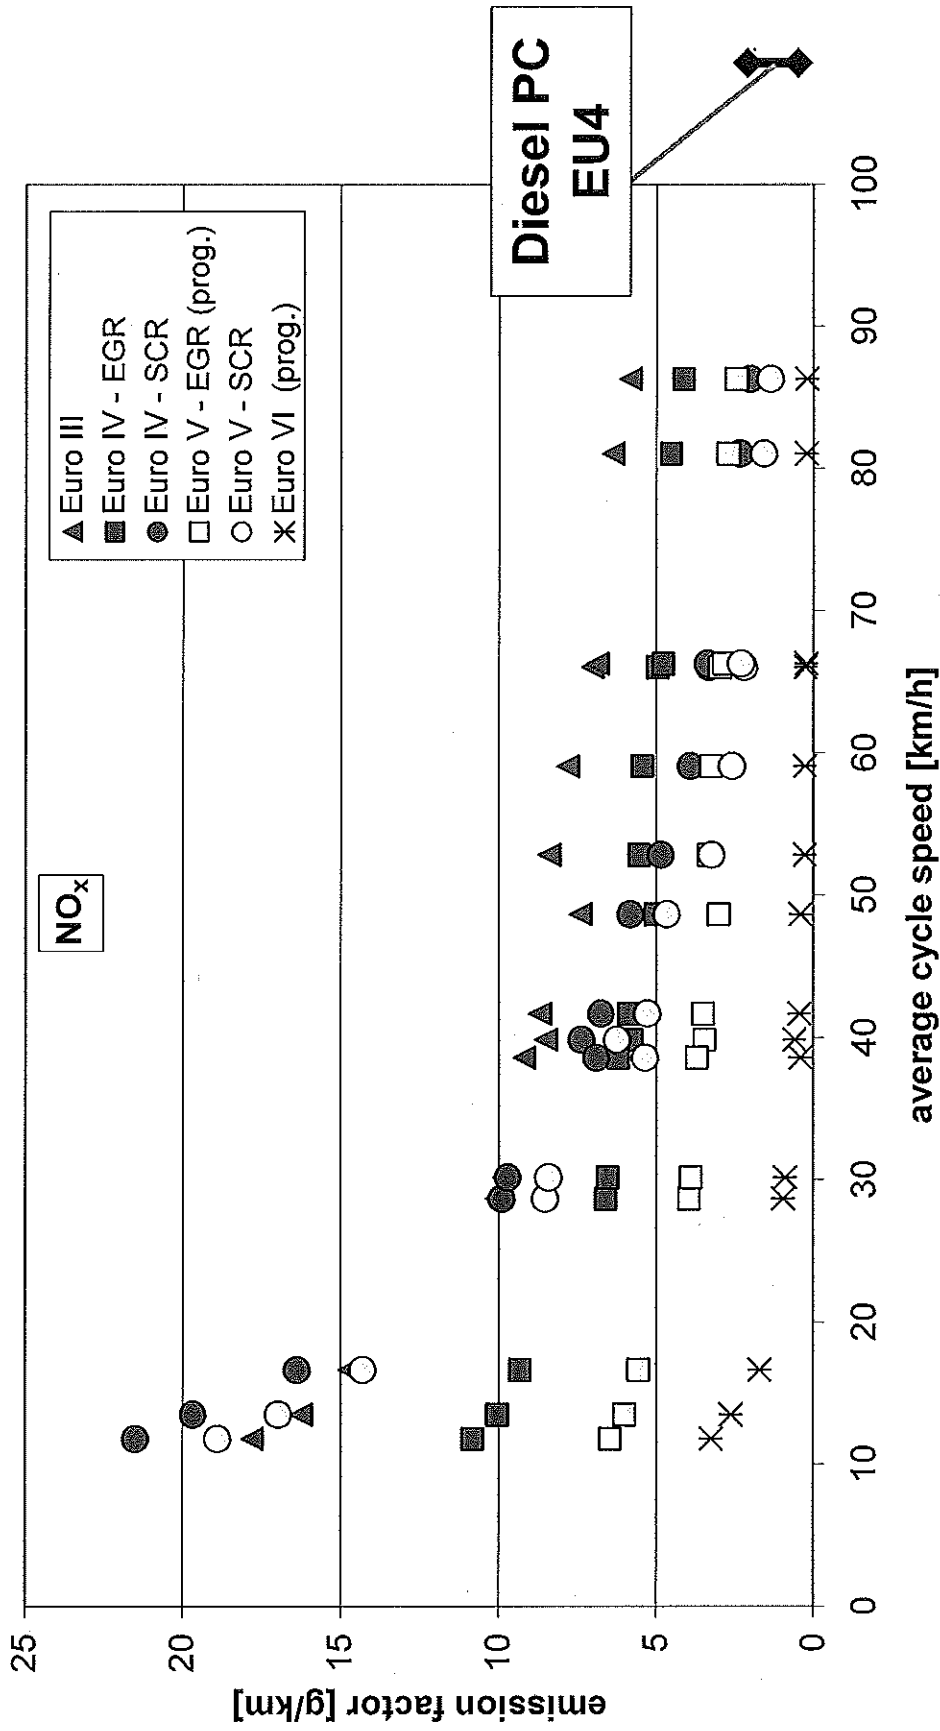 NOx
Euro III
Euro IV - EGR
Euro IV - SCR
Euro V - EGR (prog.)
Euro V - SCR
Euro VI (prog.)
Diesel PC
EU4
emission factor [g/km]
25
20
15
10
5
0
0 10 20 30 40 50 60 70 80 90 100
average cycle speed [km/h]